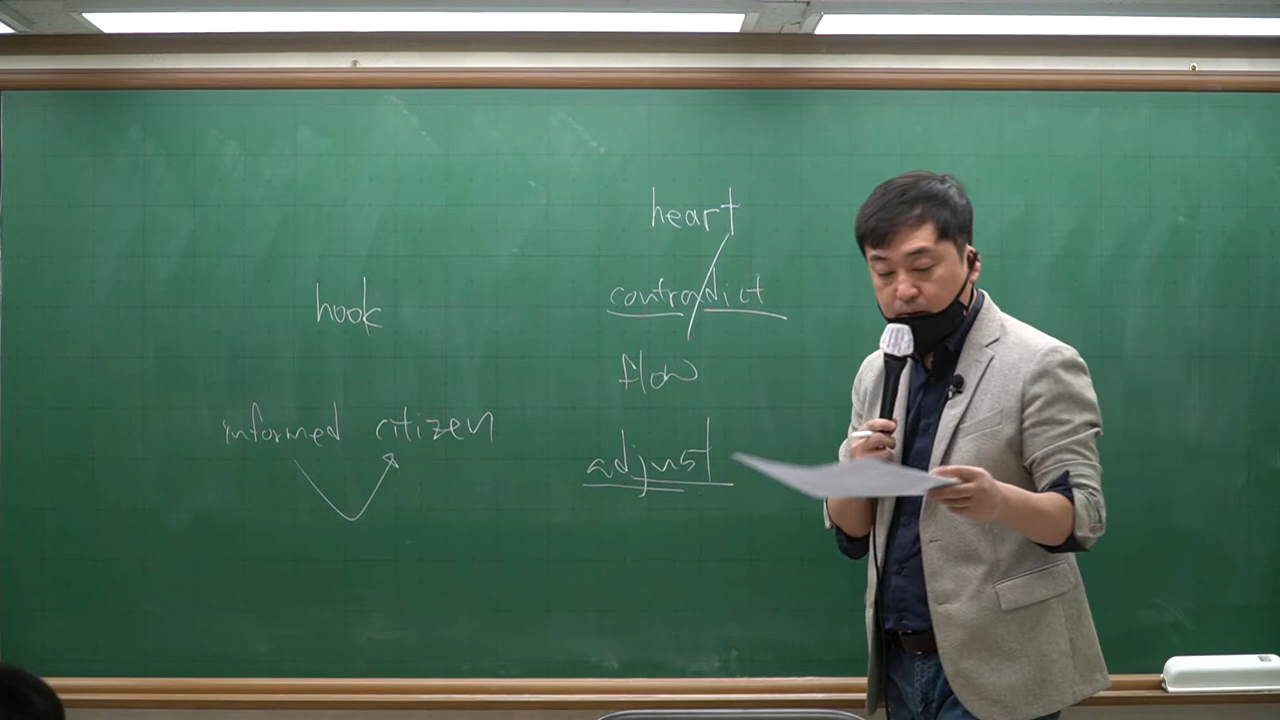 hook
informed citizen
heart
contradict
flow
adjust